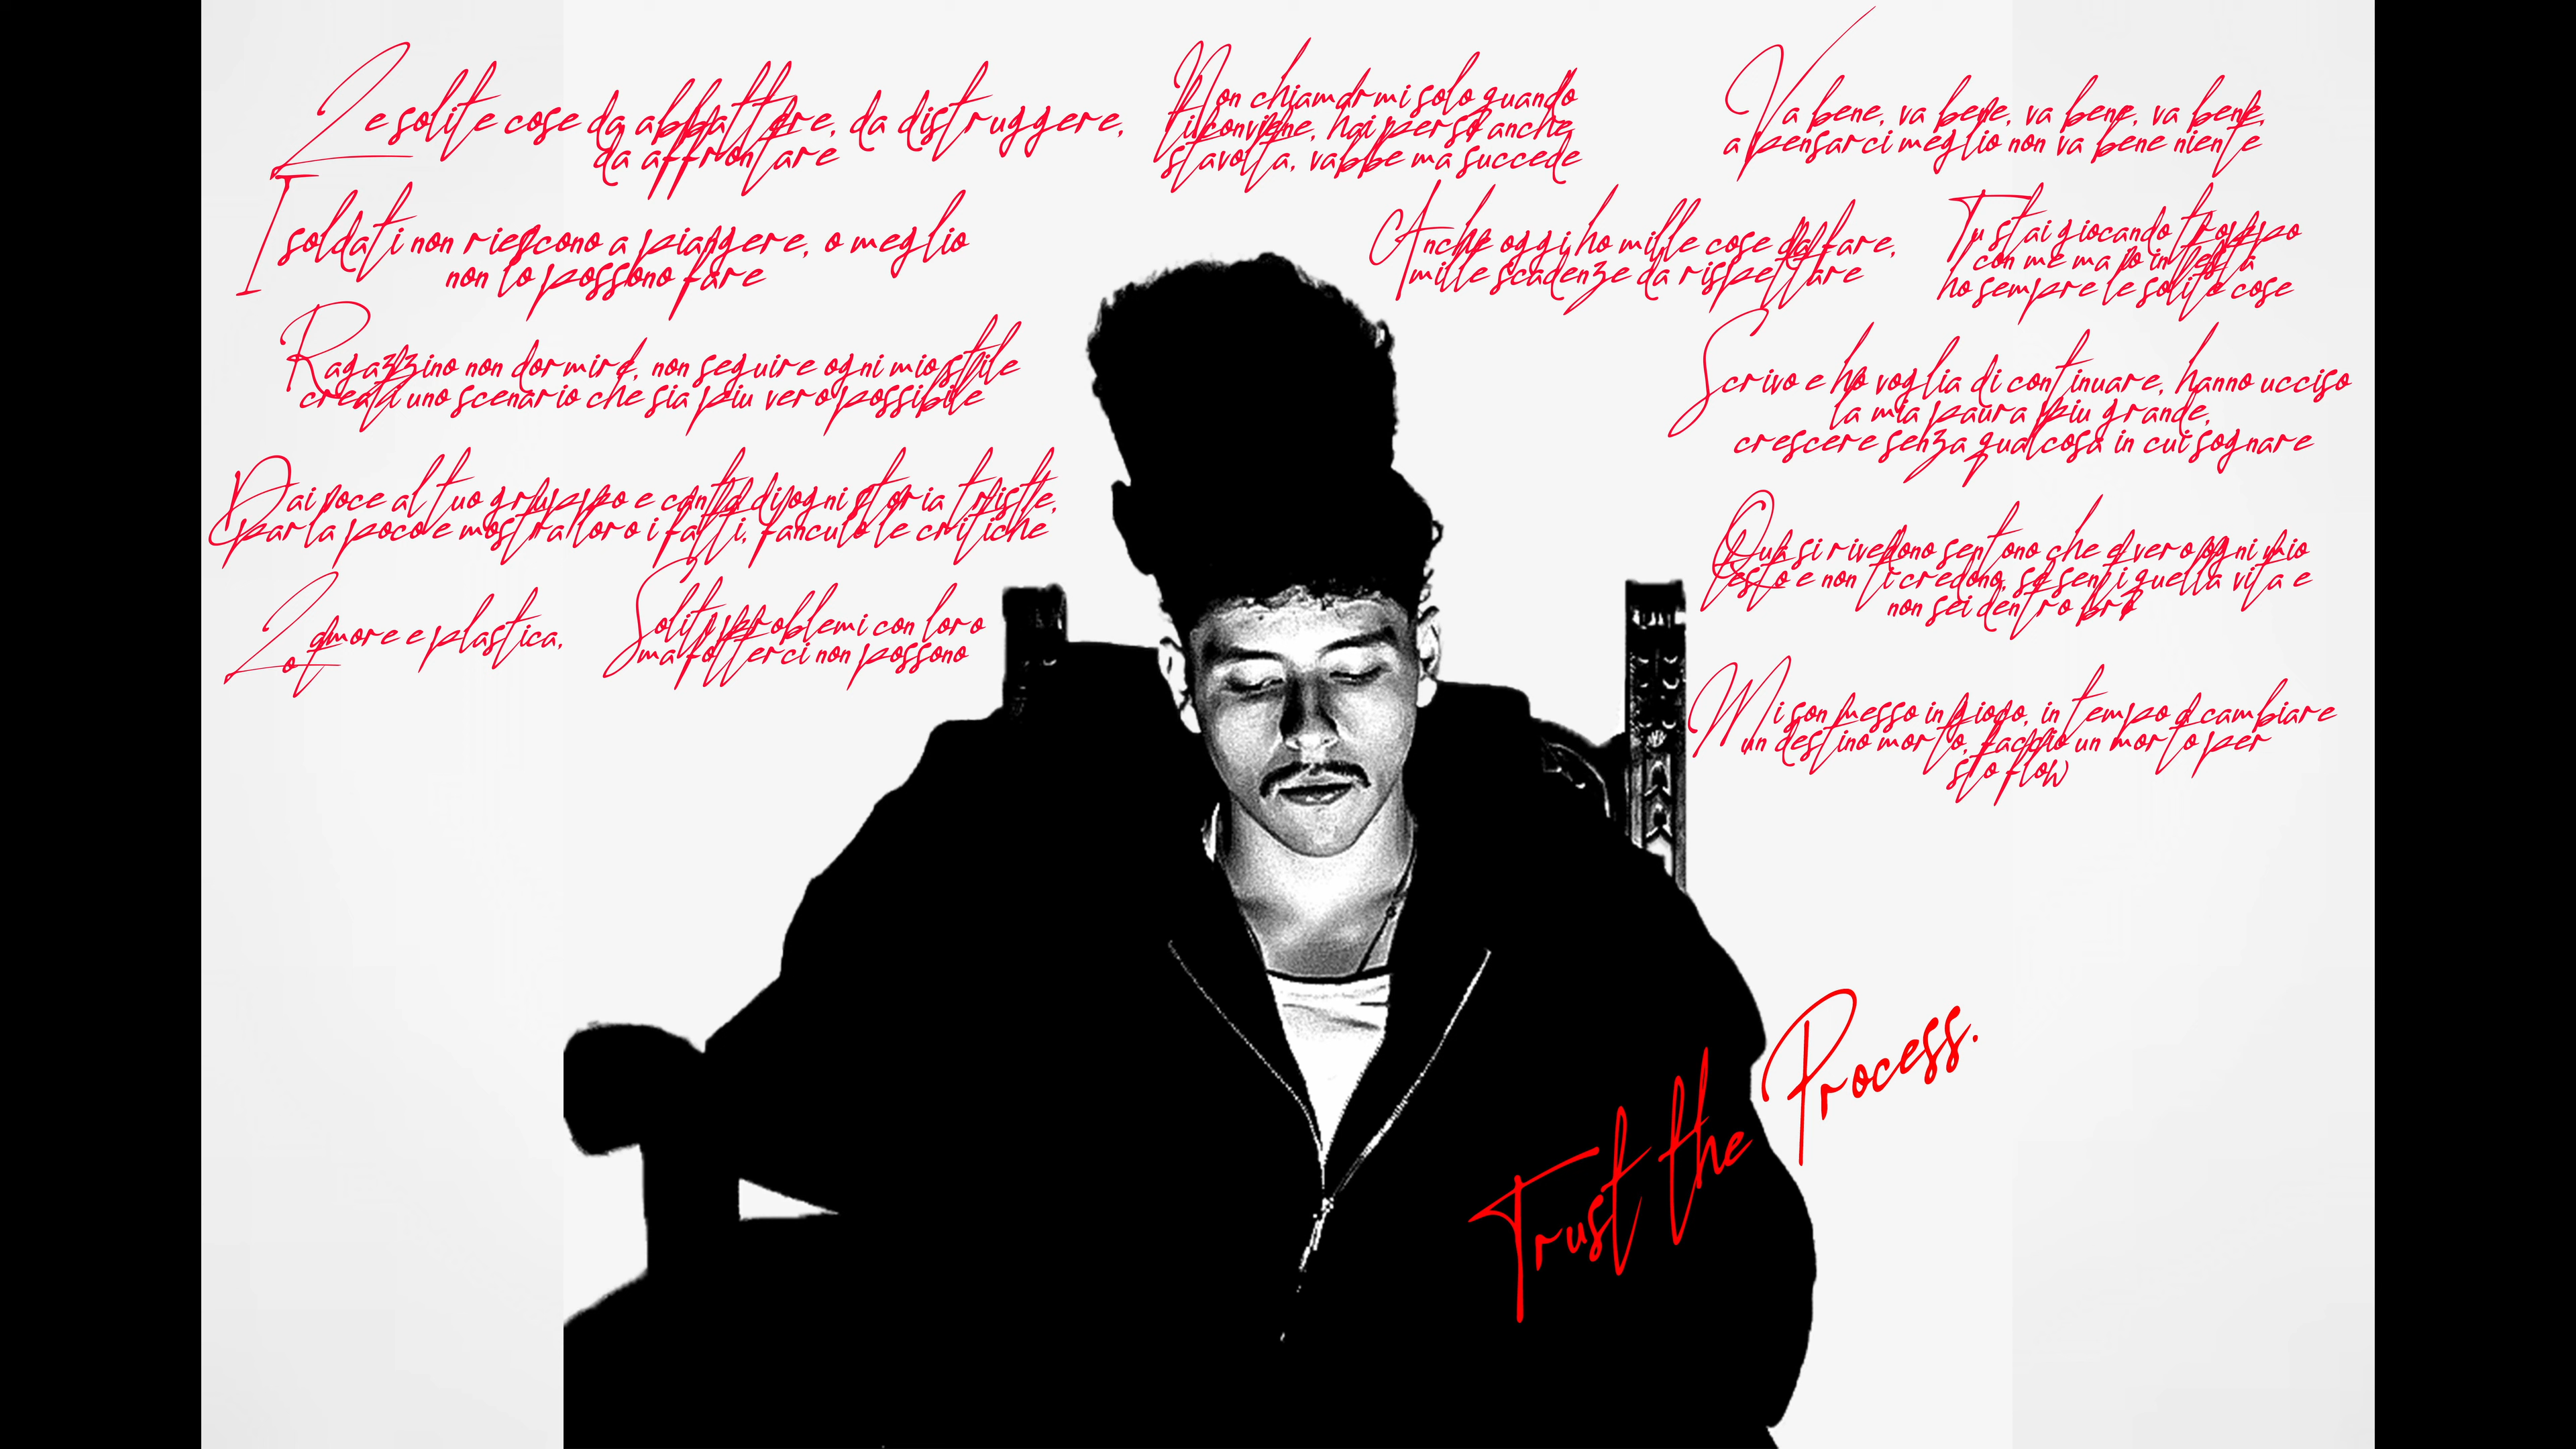 Le solite cose da abbattere, da distruggere,
da affrontare
I soldati non riescono a piangere, o meglio
non lo possono fare
Ragazzino non dormire, non seguire ogni mio stile
crea uno scenario che sia piu vero possibile
Dai voce al tuo gruppo e canta di ogni storia triste,
parla poco e mostra loro i fatti, fanculo le critiche
Lo amore e plastica,
Soliti problemi con loro
ma fotterci non possono
Non chiamarmi solo quando
ti conviene, hai perso anche
stavolta, vabbe ma succede
Anche oggi ho mille cose da fare,
mille scadenze da rispettare
Va bene, va bene, va bene, va bene,
a pensarci meglio non va bene niente
Tu stai giocando troppo
con me ma io in testa
ho sempre le solite cose
Scrivo e ho voglia di continuare, hanno ucciso
la mia paura piu grande,
crescere senza qualcosa in cui sognare
Qua si rivedono sentono che e vero ogni mio
testo e non ti credono, se senti quella vita e
non sei dentro bro
Mi son messo in gioco, in tempo a cambiare
un destino morto, faccio un morto per
sto flow
Trust the Process.